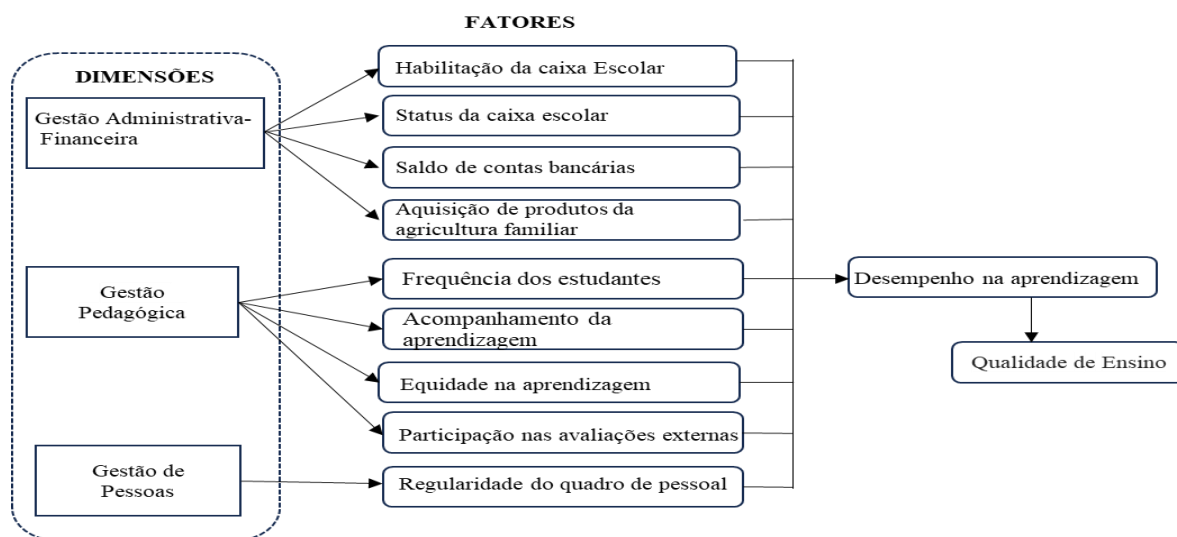 FATORES
DIMENSÕES
Gestão Administrativa-
Financeira
Habilitação da caixa Escolar
Status da caixa escolar
Saldo de contas bancárias
Aquisição de produtos da
agricultura familiar
Gestão
Pedagógica
Frequência dos estudantes
Acompanhamento da
aprendizagem
Equidade na aprendizagem
Participação nas avaliações externas
Gestão de
Pessoas
Regularidade do quadro de pessoal
Desempenho na aprendizagem
Qualidade de Ensino